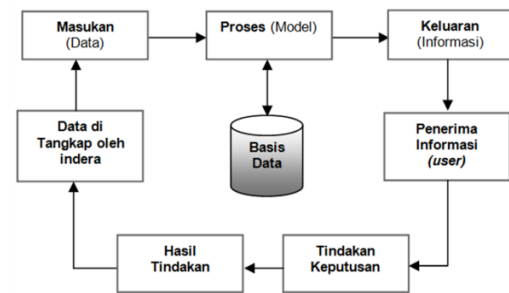 Masukan
(Data)
Proses (Model)
Keluaran
(Informasi)
Data di
Tangkap oleh
indera
Basis
Data
Penerima
Informasi
(user)
Hasil
Tindakan
Tindakan
Keputusan